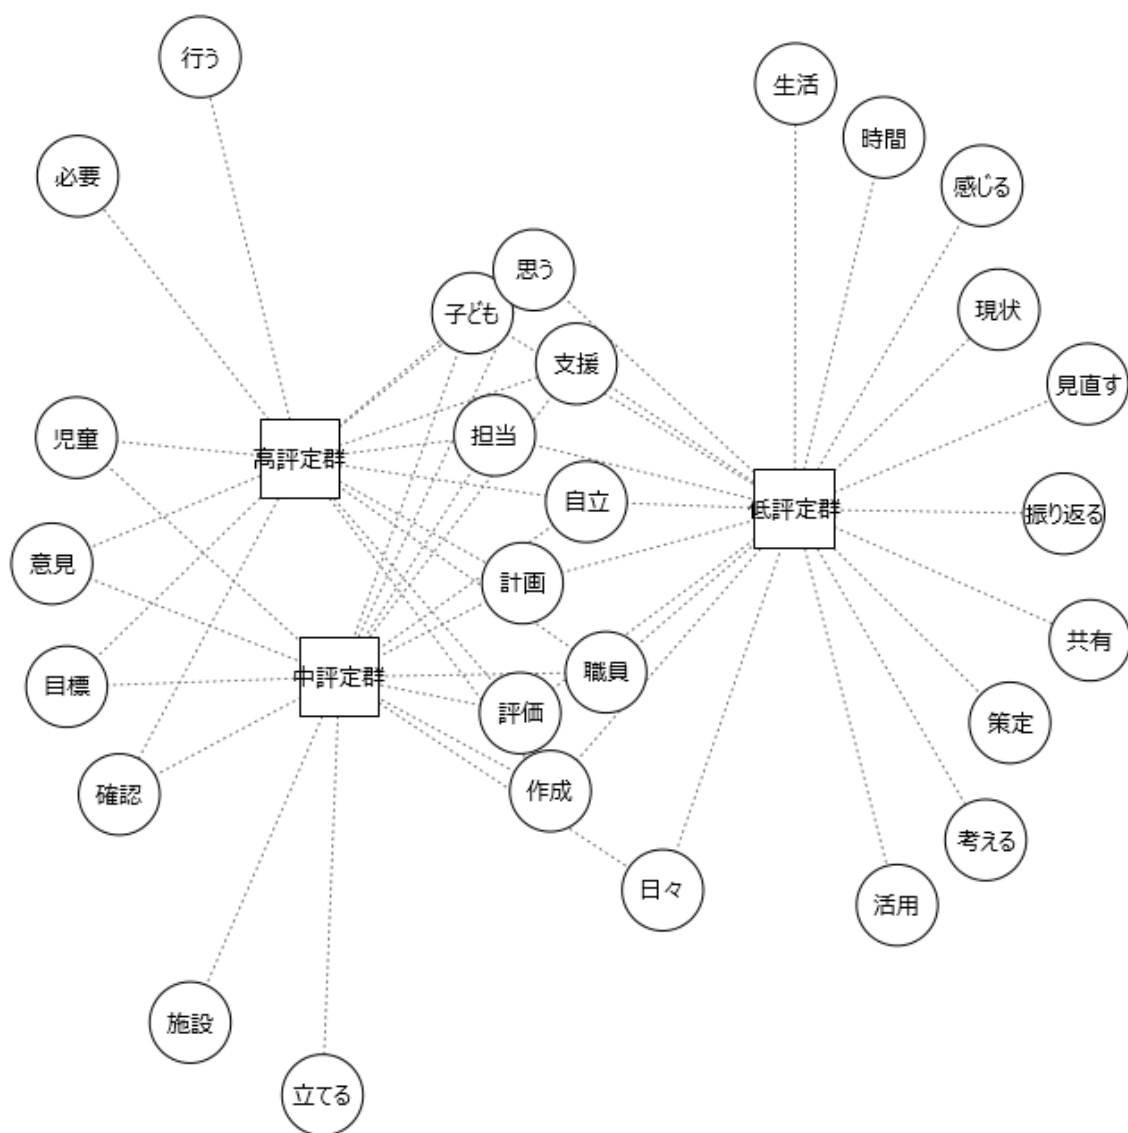 行う
生活
時間
必要
感じる
思う
子ども
現状
支援
見直す
児童
担当
高評定群
自立
低評定群
振り返る
意見
計画
共有
目標
中評定群
職員
評価
策定
確認
作成
考える
日々
活用
施設
立てる